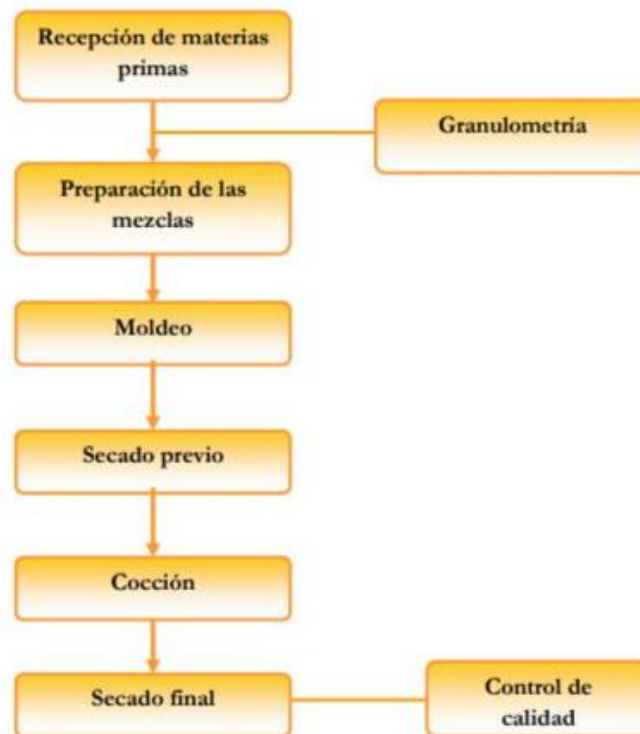 Recepción de materias
primas
Granulometría
Preparación de las
mezclas
Moldeo
Secado previo
Cocción
Secado final
Control de
calidad